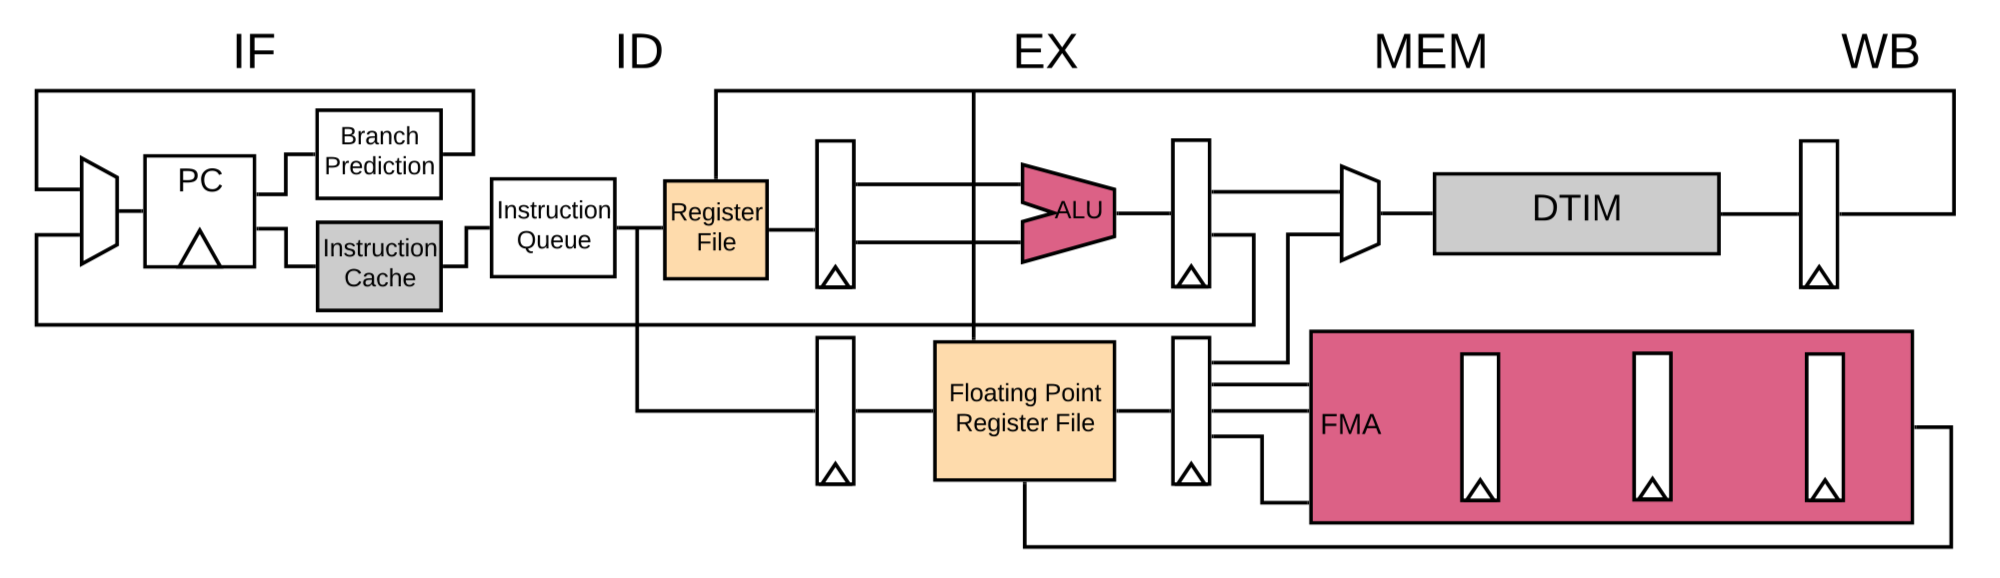 IF
ID
EX
MEM
WB
PC
Branch
Prediction
Instruction
Cache
Instruction
Queue
Register
File
ALU
DTIM
Floating Point
Register File
FMA